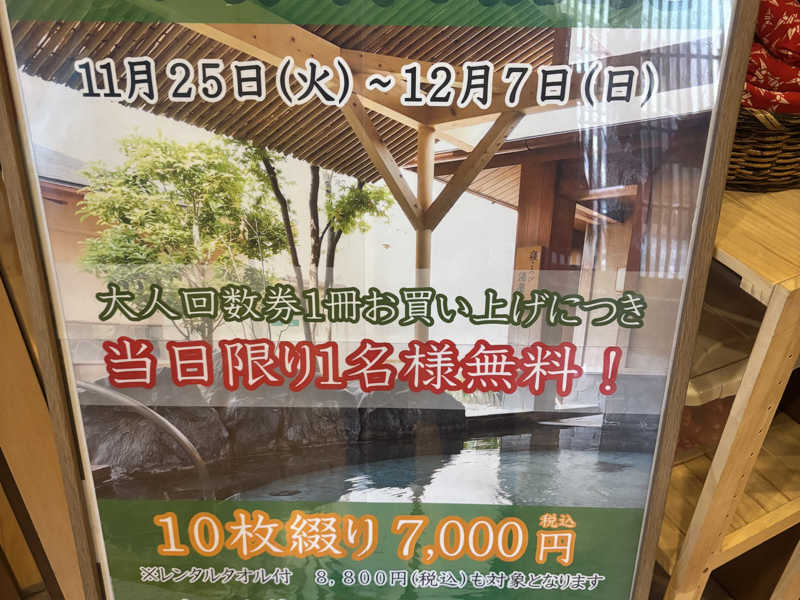 11月25日(火)~12月7日(日)
大人回数券1冊お買い上げにつき
当日限り1名様無料！
10枚綴り 7,000円 税込
※レンタルタオル付 8,800円(税込)も対象となります